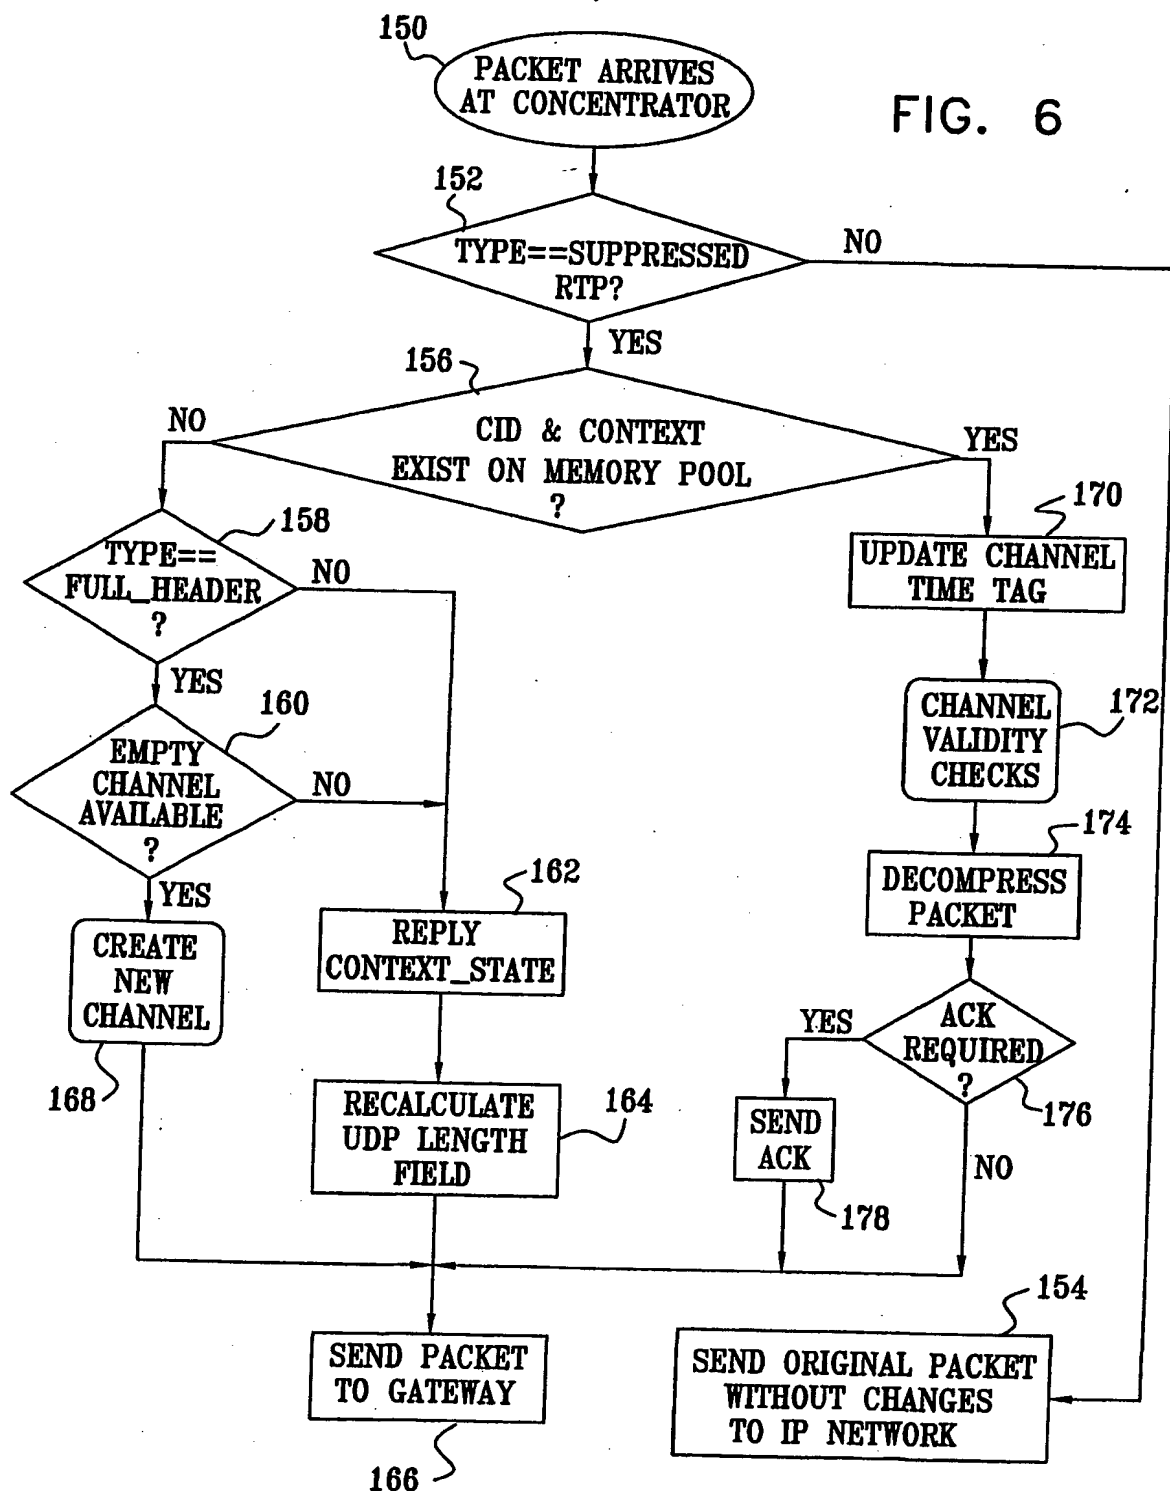 150
PACKET ARRIVES
AT CONCENTRATOR
FIG. 6
152
TYPE==SUPPRESSED
RTP?
NO
YES
156
CID & CONTEXT
EXIST ON MEMORY POOL
?
NO
YES
158
TYPE==
FULL_HEADER
?
NO
YES
170
UPDATE CHANNEL
TIME TAG
160
EMPTY
CHANNEL
AVAILABLE
?
NO
YES
172
CHANNEL
VALIDITY
CHECKS
174
DECOMPRESS
PACKET
162
REPLY
CONTEXT_STATE
CREATE
NEW
CHANNEL
168
YES
ACK
REQUIRED
?
176
NO
164
RECALCULATE
UDP LENGTH
FIELD
SEND
ACK
178
154
SEND PACKET
TO GATEWAY
166
SEND ORIGINAL PACKET
WITHOUT CHANGES
TO IP NETWORK